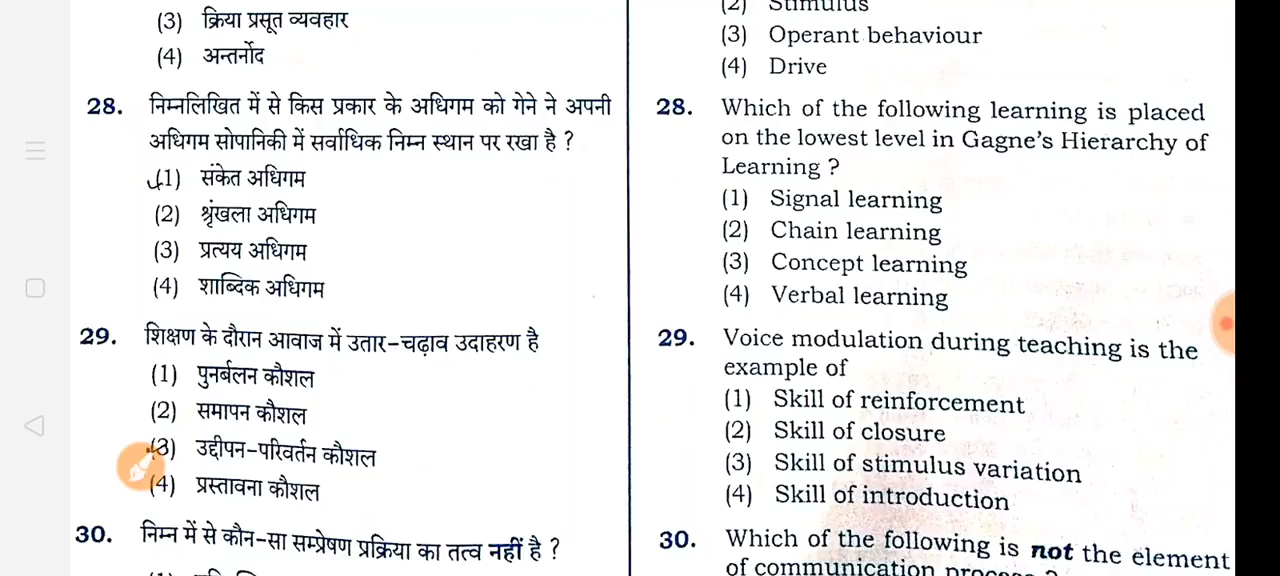 (3) क्रिया प्रसूत व्यवहार
(4) अन्तर्नोद
28. निम्नलिखित में से किस प्रकार के अधिगम को गेने ने अपनी
अधिगम सोपानिकी में सर्वाधिक निम्न स्थान पर रखा है ?
(1) संकेत अधिगम
(2) श्रृंखला अधिगम
(3) प्रत्यय अधिगम
(4) शाब्दिक अधिगम
29. शिक्षण के दौरान आवाज में उतार-चढ़ाव उदाहरण है
(1) पुनर्बलन कौशल
(2) समापन कौशल
(3) उद्दीपन-परिवर्तन कौशल
(4) प्रस्तावना कौशल
30. निम्न में से कौन-सा सम्प्रेषण प्रक्रिया का तत्व नहीं है ?
(2) Stimulus
(3) Operant behaviour
(4) Drive
28. Which of the following learning is placed
on the lowest level in Gagne's Hierarchy of
Learning ?
(1) Signal learning
(2) Chain learning
(3) Concept learning
(4) Verbal learning
29. Voice modulation during teaching is the
example of
(1) Skill of reinforcement
(2) Skill of closure
(3) Skill of stimulus variation
(4) Skill of introduction
30. Which of the following is not the element
of communication process ?